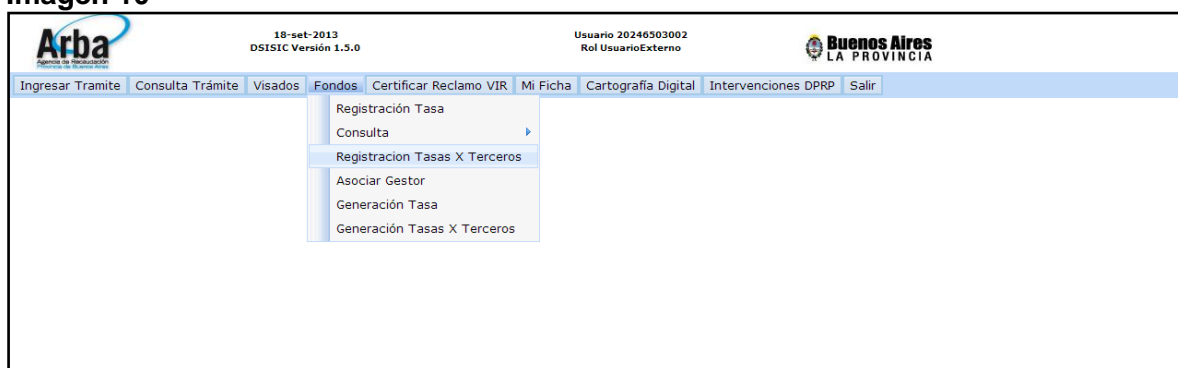 Imagen 10
Arba
Agencia de Recaudación
Provincia de Buenos Aires
18-set-2013
DSISIC Versión 1.5.0
Usuario 20246503002
Rol UsuarioExterno
Buenos Aires
LA PROVINCIA
Ingresar Tramite Consulta Trámite Visados Fondos Certificar Reclamo VIR Mi Ficha Cartografía Digital Intervenciones DPRP Salir
Registración Tasa
Consulta
Registracion Tasas X Terceros
Asociar Gestor
Generación Tasa
Generación Tasas X Terceros